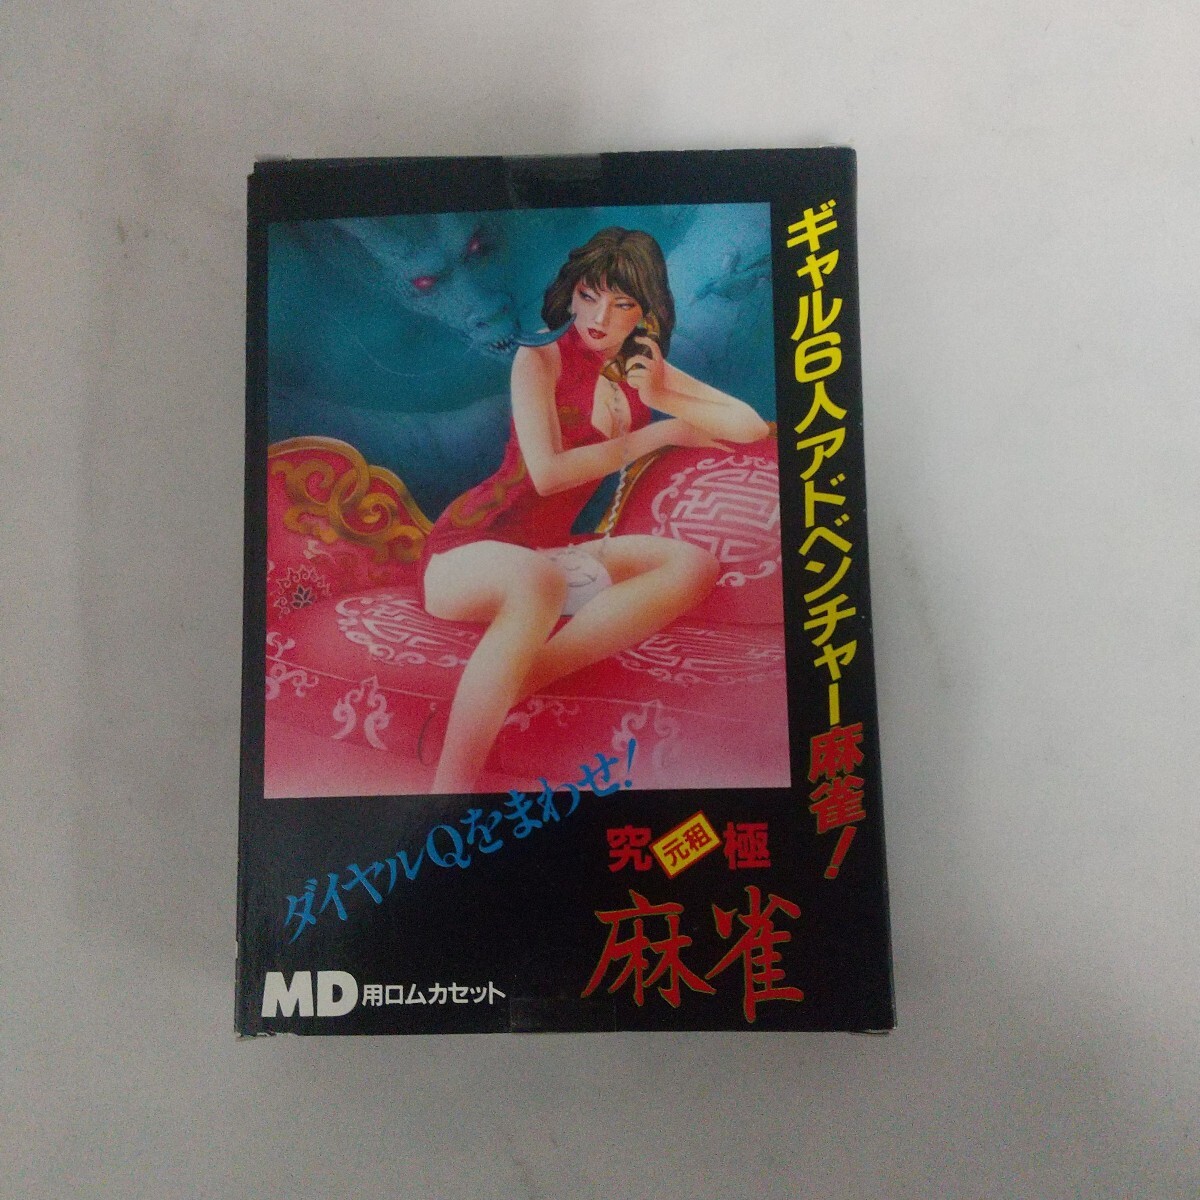 ギャル6人アドベンチャー麻雀!
ダイヤルQをまわせ!
究元祖極
麻雀
MD用ロムカセット